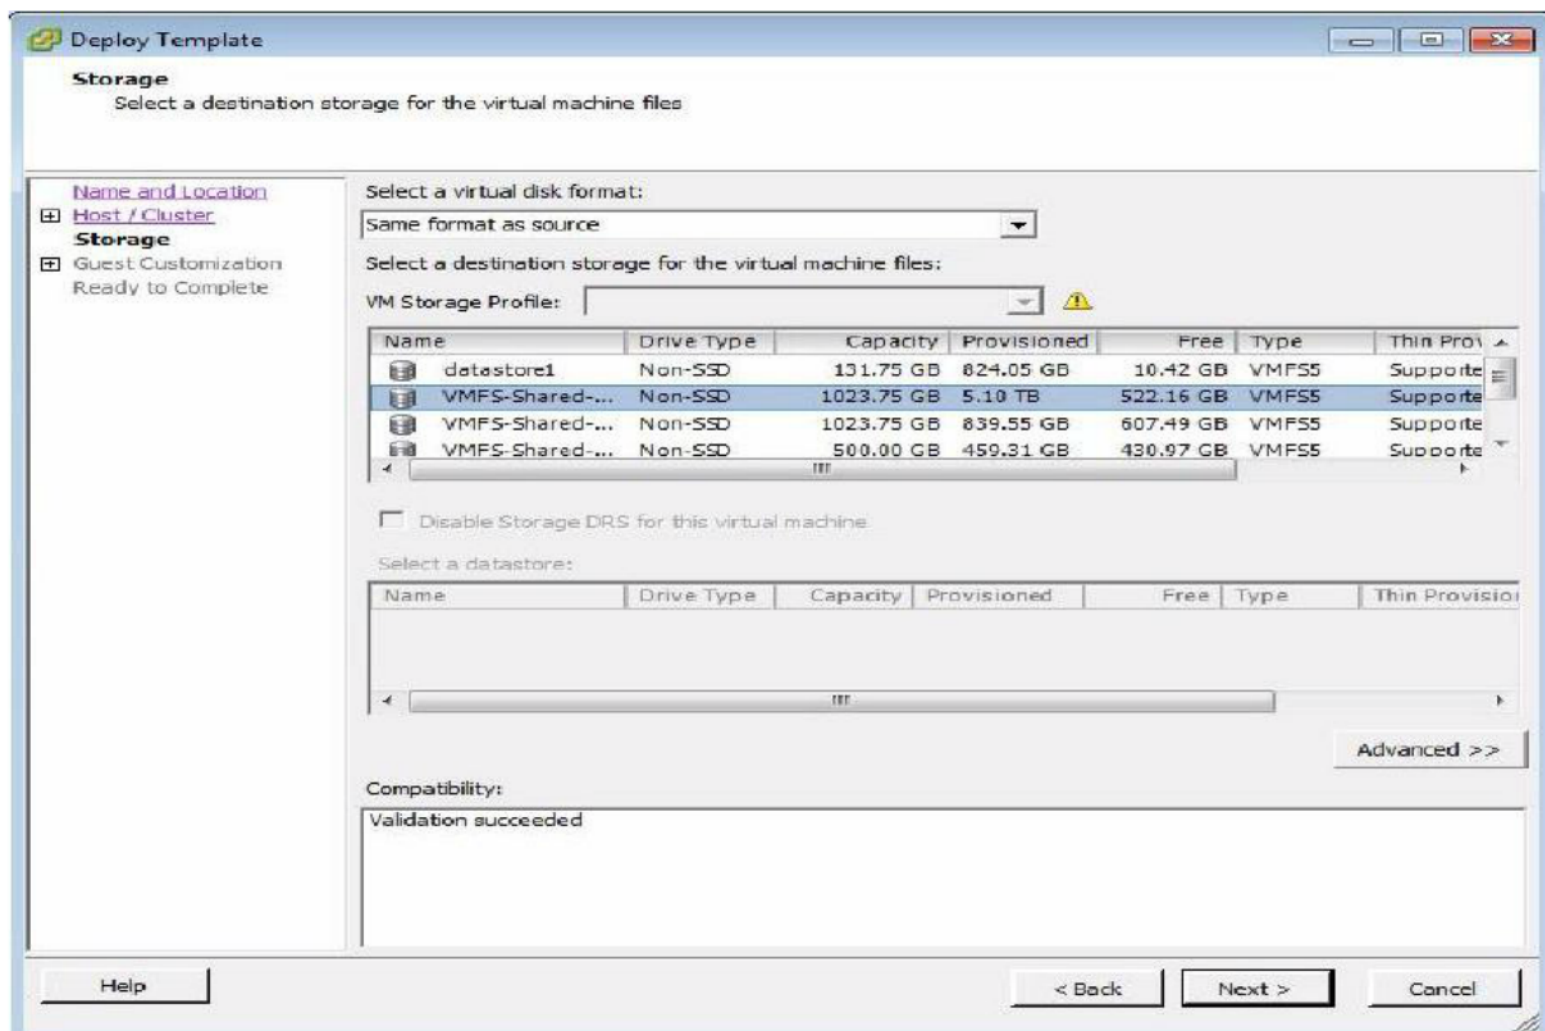 Deploy Template
Storage
Select a destination storage for the virtual machine files
Name and Location
Host / Cluster
Storage
Guest Customization
Ready to Complete
Select a virtual disk format:
Same format as source
Select a destination storage for the virtual machine files:
VM Storage Profile:
Name Drive Type Capacity Provisioned Free Type Thin Prov
datastore1 Non-SSD 131.75 GB 824.05 GB 10.42 GB VMFS5 Supporte
VMFS-Shared-... Non-SSD 1023.75 GB 5.10 TB 522.16 GB VMFS5 Supporte
VMFS-Shared-... Non-SSD 1023.75 GB 839.55 GB 607.49 GB VMFS5 Supporte
VMFS-Shared-... Non-SSD 500.00 GB 459.31 GB 430.97 GB VMFS5 Supporte
Disable Storage DRS for this virtual machine
Select a datastore:
Name Drive Type Capacity Provisioned Free Type Thin Provision
Advanced >>
Compatibility:
Validation succeeded
Help < Back Next > Cancel